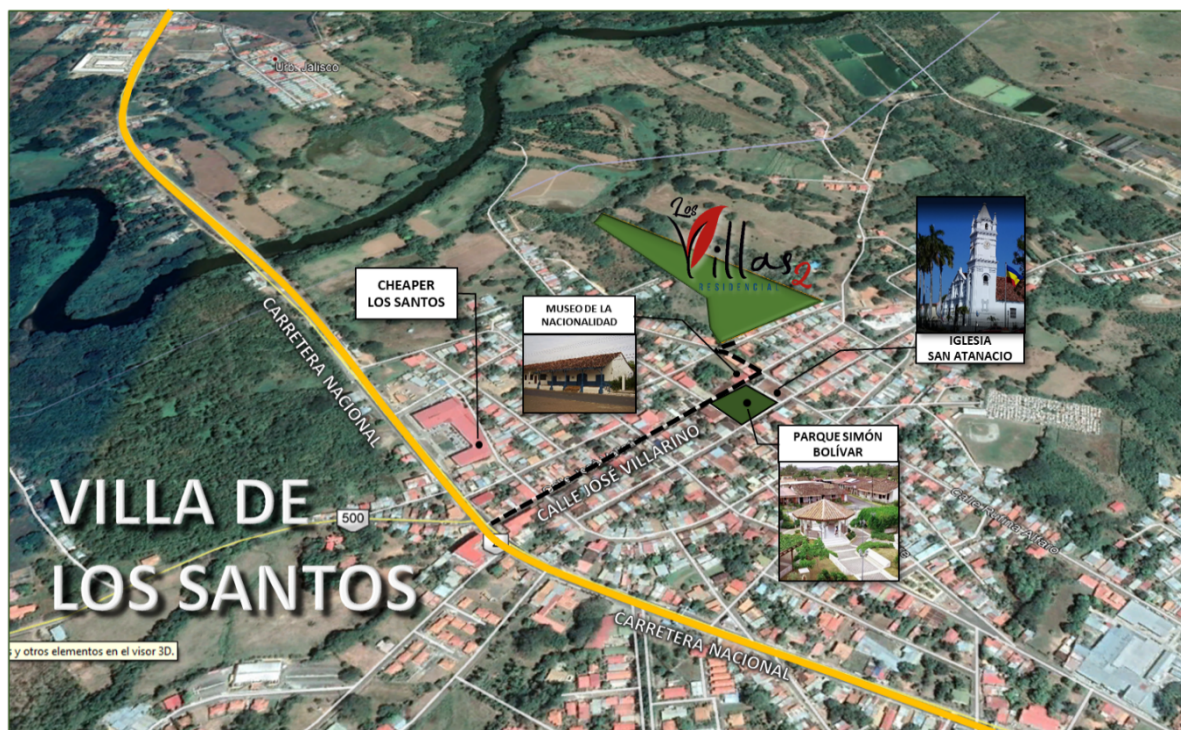 Urb. Jalisco
Los
Villas 2
RESIDENCIAL
CHEAPER
LOS SANTOS
MUSEO DE LA
NACIONALIDAD
IGLESIA
SAN ATANACIO
CARRETERA NACIONAL
CALLE JOSÉ VILLARINO
PARQUE SIMÓN
BOLÍVAR
VILLA DE
LOS SANTOS
500
CARRETERA NACIONAL
s y otros elementos en el visor 3D.